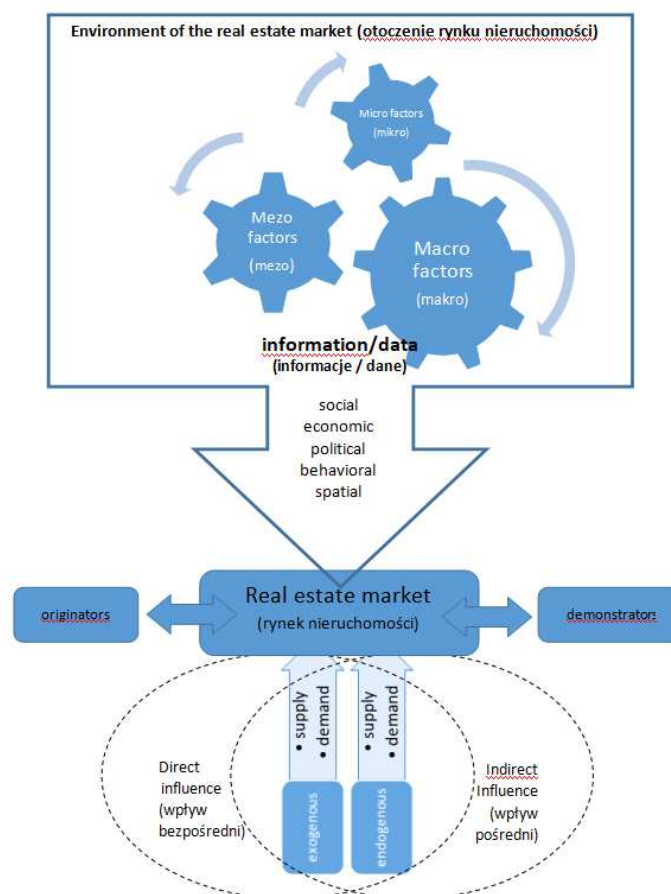 Environment of the real estate market (otoczenie rynku nieruchomości)
Micro factors
(mikro)
Mezo
factors
(mezo)
Macro
factors
(makro)
information/data
(informacje / dane)
social
economic
political
behavioral
spatial
Real estate market
(rynek nieruchomości)
originators
demonstrators
• supply
• demand
• supply
• demand
Direct
influence
(wpływ
bezpośredni)
Indirect
Influence
(wpływ
pośredni)
exogenous
endogenous